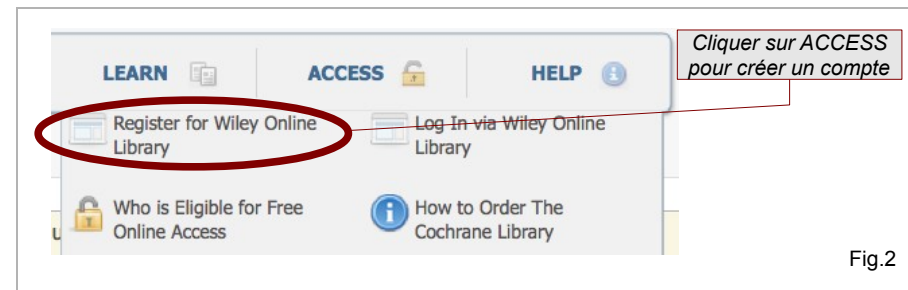 LEARN
ACCESS
HELP
Cliquer sur ACCESS
pour créer un compte
Register for Wiley Online
Library
Log In via Wiley Online
Library
Who is Eligible for Free
Online Access
How to Order The
Cochrane Library
Fig.2